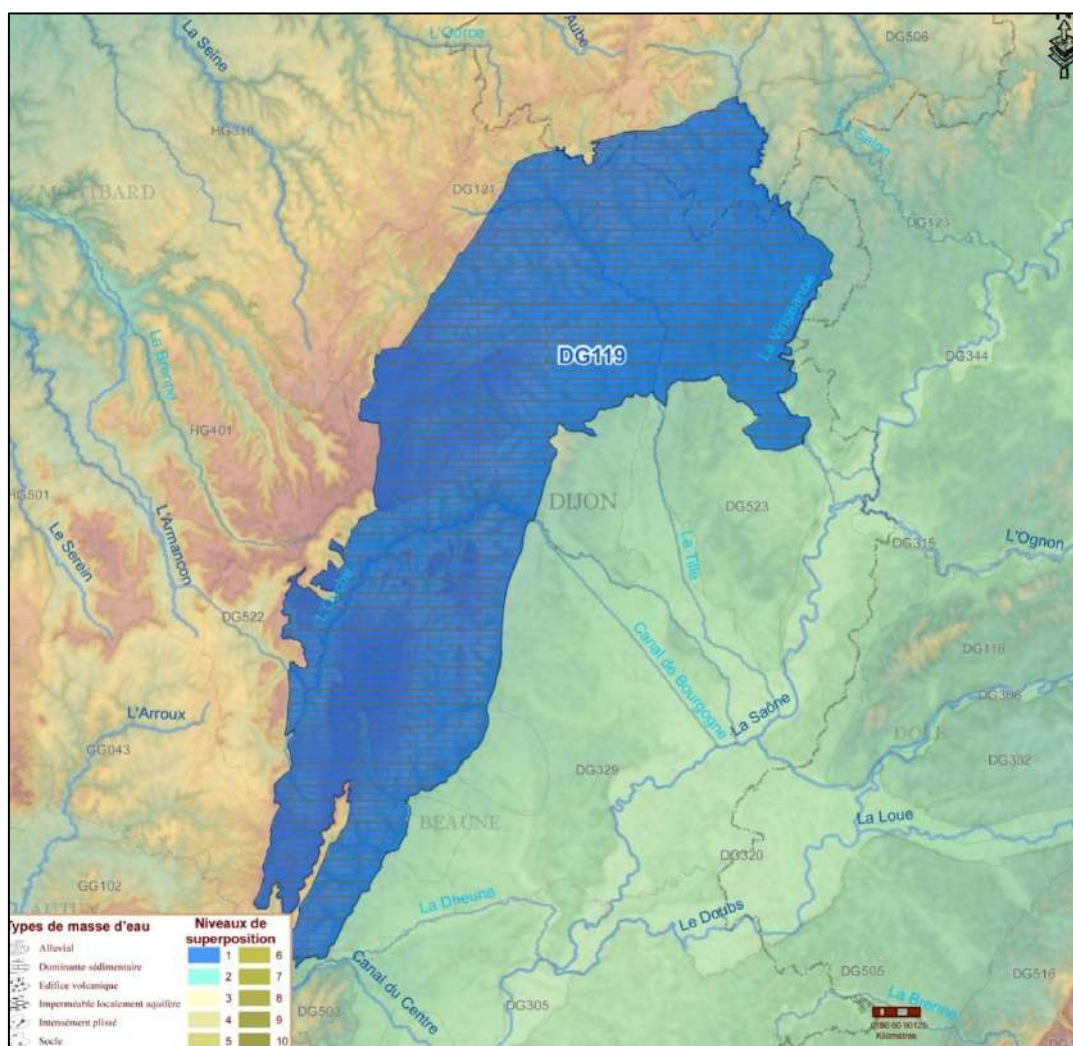 L'Ource
Aube
DG506
La Seine
HG310
Le Salon
MONTBARD
DG121
DG123
La Vingeanne
DG344
DG119
La Brenne
HG401
HG501
L'Armançon
Le Serein
DIJON
DG523
DG315
L'Ognon
L'Ouche
La Tille
DG522
DG118
Canal de Bourgogne
DG386
L'Arroux
La Saône
DOLE
GG043
DG332
DG329
BEAUNE
La Loue
DG320
GG102
La Dheune
Le Doubs
AUTUN
Types de masse d'eau
Alluvial
Dominante sédimentaire
Edifice volcanique
Imperméable localement aquifère
Intensément plissé
Socle
Niveaux de
superposition
1 6
2 7
3 8
4 9
5 10
DG503
Canal du Centre
DG305
DG505
DG516
La Brenne
Kilomètres